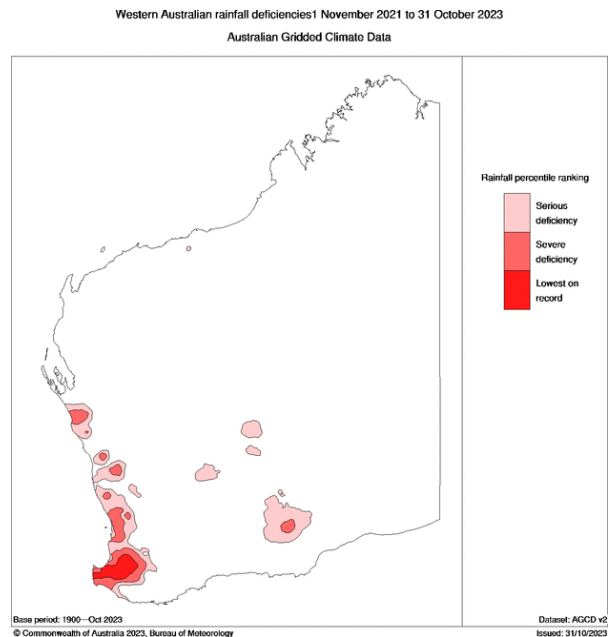 Western Australian rainfall deficiencies1 November 2021 to 31 October 2023
Australian Gridded Climate Data
Rainfall percentile ranking
Serious
deficiency
Severe
deficiency
Lowest on
record
Base period: 1900—Oct 2023
Dataset: AGCD v2
© Commonwealth of Australia 2023, Bureau of Meteorology
Issued: 31/10/2023